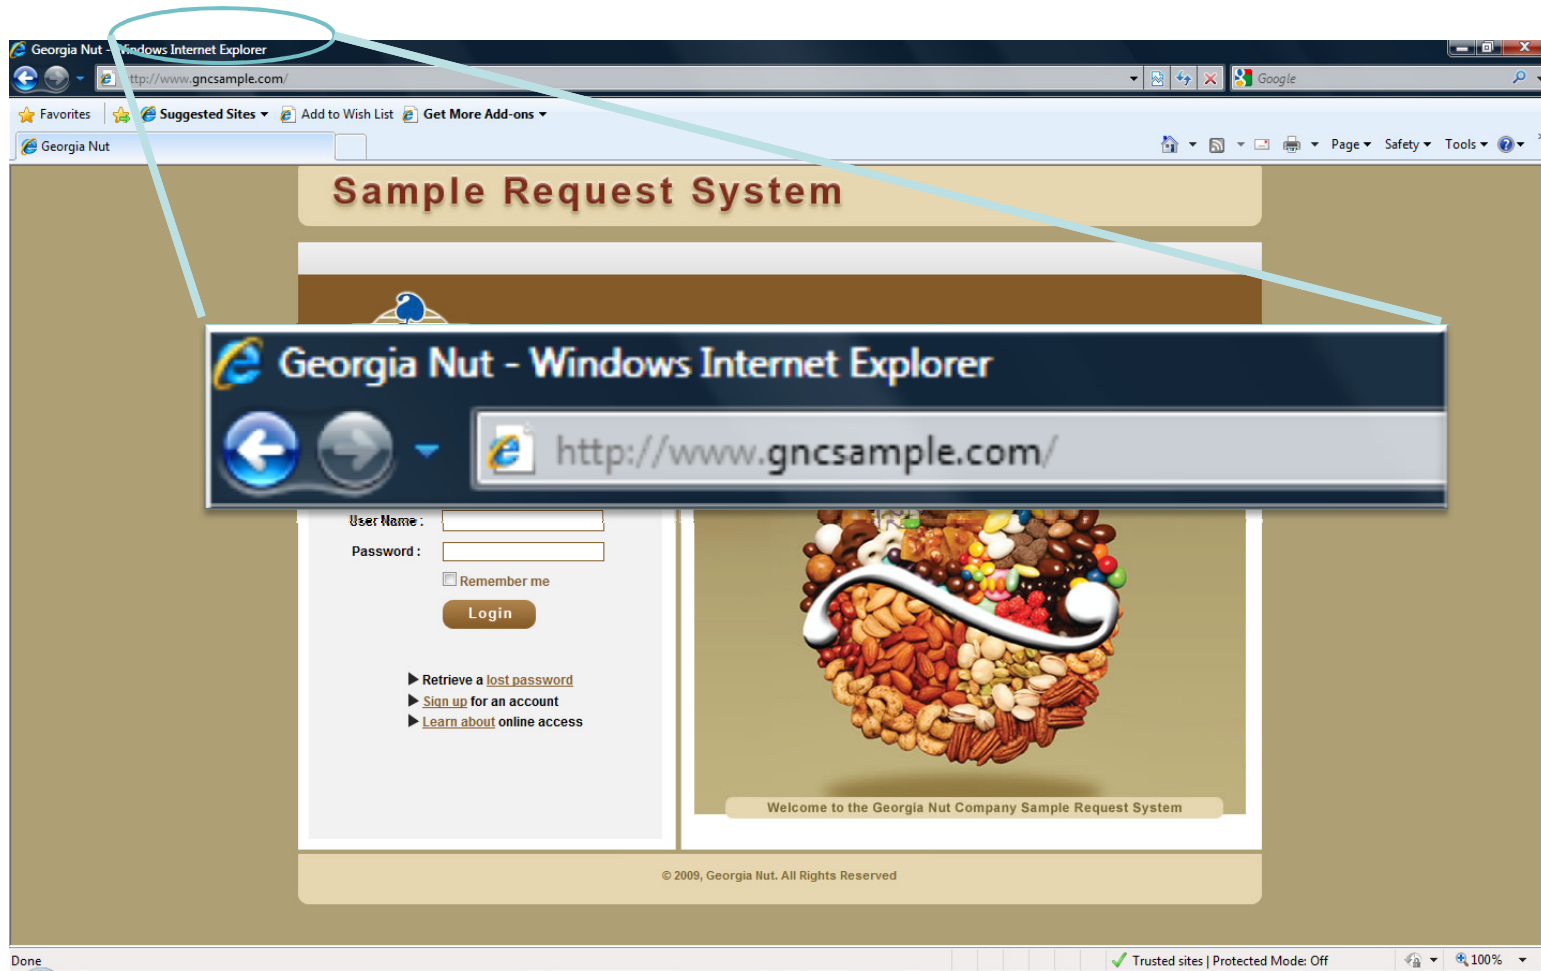 Georgia Nut - Windows Internet Explorer
http://www.gncsample.com/
Google
Favorites Suggested Sites Add to Wish List Get More Add-ons
Georgia Nut
Page Safety Tools
Sample Request System
Georgia Nut - Windows Internet Explorer
http://www.gncsample.com/
User Name :
Password :
Remember me
Login
Retrieve a lost password
Sign up for an account
Learn about online access
Welcome to the Georgia Nut Company Sample Request System
© 2009, Georgia Nut. All Rights Reserved
Done Trusted sites | Protected Mode: Off 100%